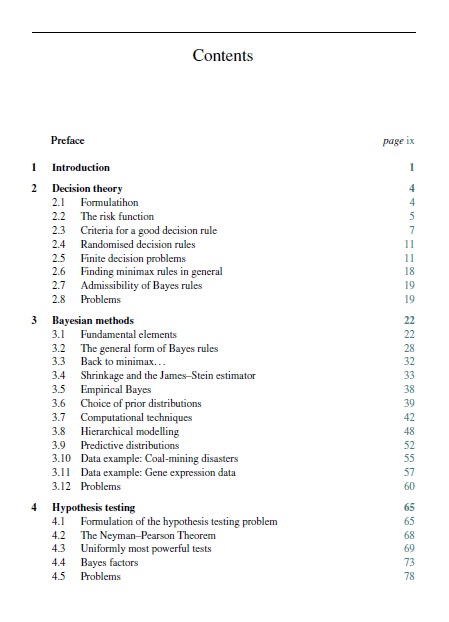 Contents
Preface page ix
1 Introduction 1
2 Decision theory 4
2.1 Formulatihon 4
2.2 The risk function 5
2.3 Criteria for a good decision rule 7
2.4 Randomised decision rules 11
2.5 Finite decision problems 11
2.6 Finding minimax rules in general 18
2.7 Admissibility of Bayes rules 19
2.8 Problems 19
3 Bayesian methods 22
3.1 Fundamental elements 22
3.2 The general form of Bayes rules 28
3.3 Back to minimax... 32
3.4 Shrinkage and the James–Stein estimator 33
3.5 Empirical Bayes 38
3.6 Choice of prior distributions 39
3.7 Computational techniques 42
3.8 Hierarchical modelling 48
3.9 Predictive distributions 52
3.10 Data example: Coal-mining disasters 55
3.11 Data example: Gene expression data 57
3.12 Problems 60
4 Hypothesis testing 65
4.1 Formulation of the hypothesis testing problem 65
4.2 The Neyman–Pearson Theorem 68
4.3 Uniformly most powerful tests 69
4.4 Bayes factors 73
4.5 Problems 78